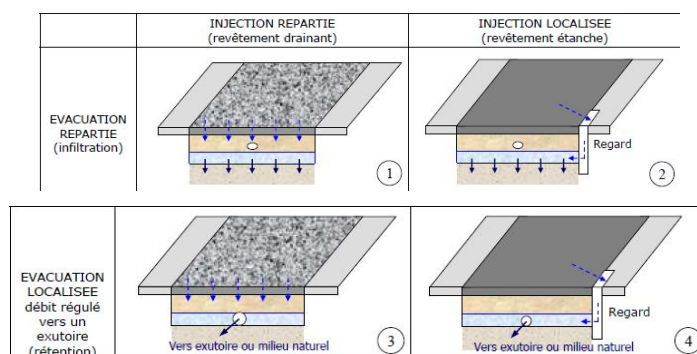 INJECTION REPARTIE
(revêtement drainant)
INJECTION LOCALISEE
(revêtement étanche)
EVACUATION
REPARTIE
(infiltration)
1
Regard
2
EVACUATION
LOCALISEE
débit régulé
vers un
exutoire
(rétention)
Vers exutoire ou milieu naturel
3
Regard
Vers exutoire ou milieu naturel
4